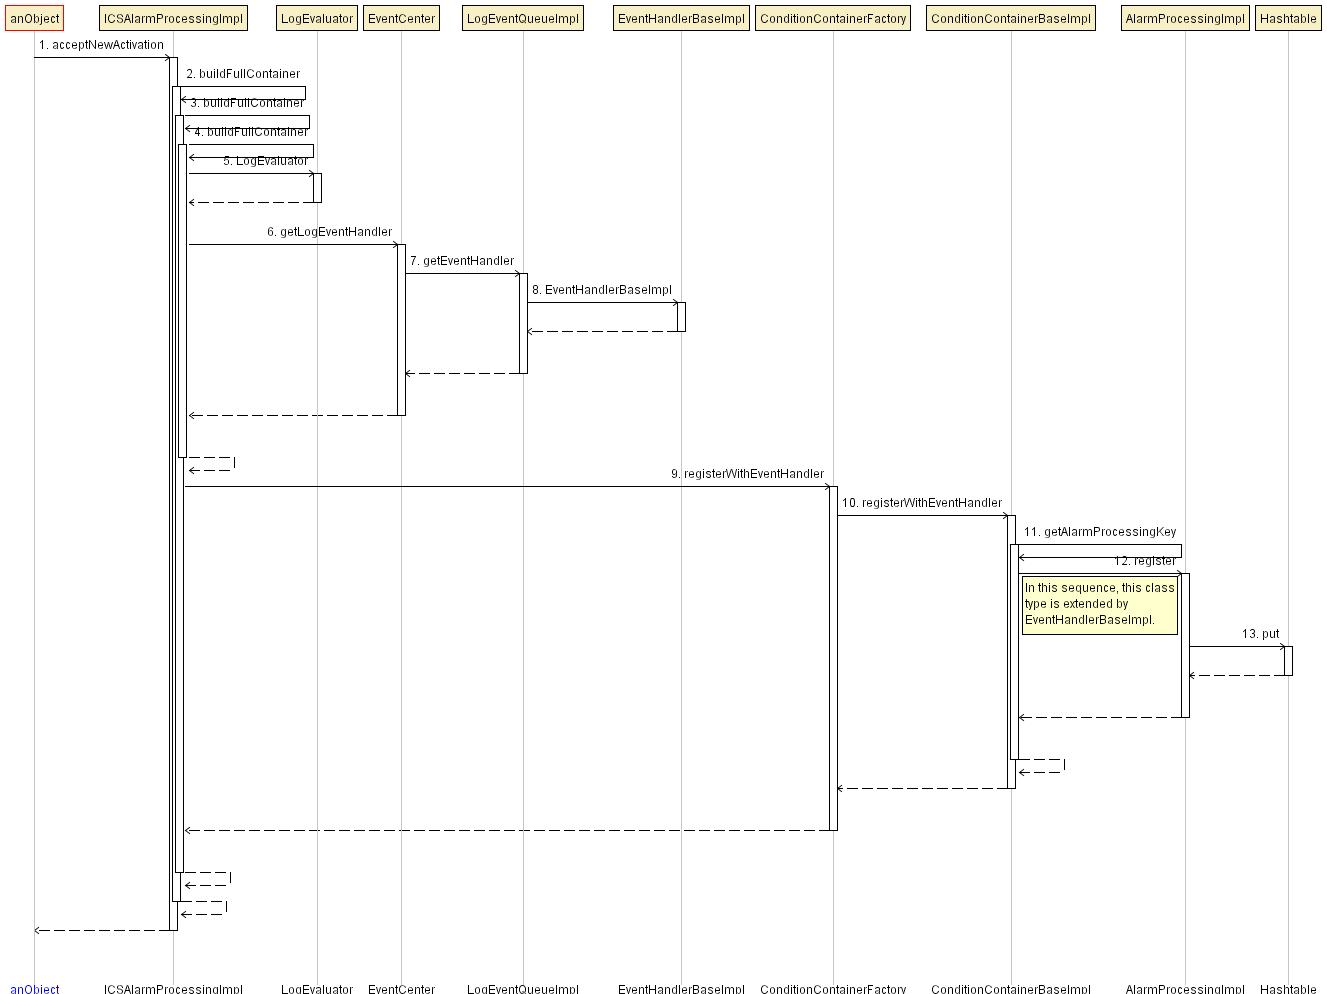 anObject
ICSAlarmProcessingImpl
LogEvaluator
EventCenter
LogEventQueueImpl
EventHandlerBaseImpl
ConditionContainerFactory
ConditionContainerBaseImpl
AlarmProcessingImpl
Hashtable
1. acceptNewActivation
2. buildFullContainer
3. buildFullContainer
4. buildFullContainer
5. LogEvaluator
6. getLogEventHandler
7. getEventHandler
8. EventHandlerBaseImpl
9. registerWithEventHandler
10. registerWithEventHandler
11. getAlarmProcessingKey
12. register
In this sequence, this class
type is extended by
EventHandlerBaseImpl.
13. put
anObject
ICSAlarmProcessingImpl
LogEvaluator
EventCenter
LogEventQueueImpl
EventHandlerBaseImpl
ConditionContainerFactory
ConditionContainerBaseImpl
AlarmProcessingImpl
Hashtable